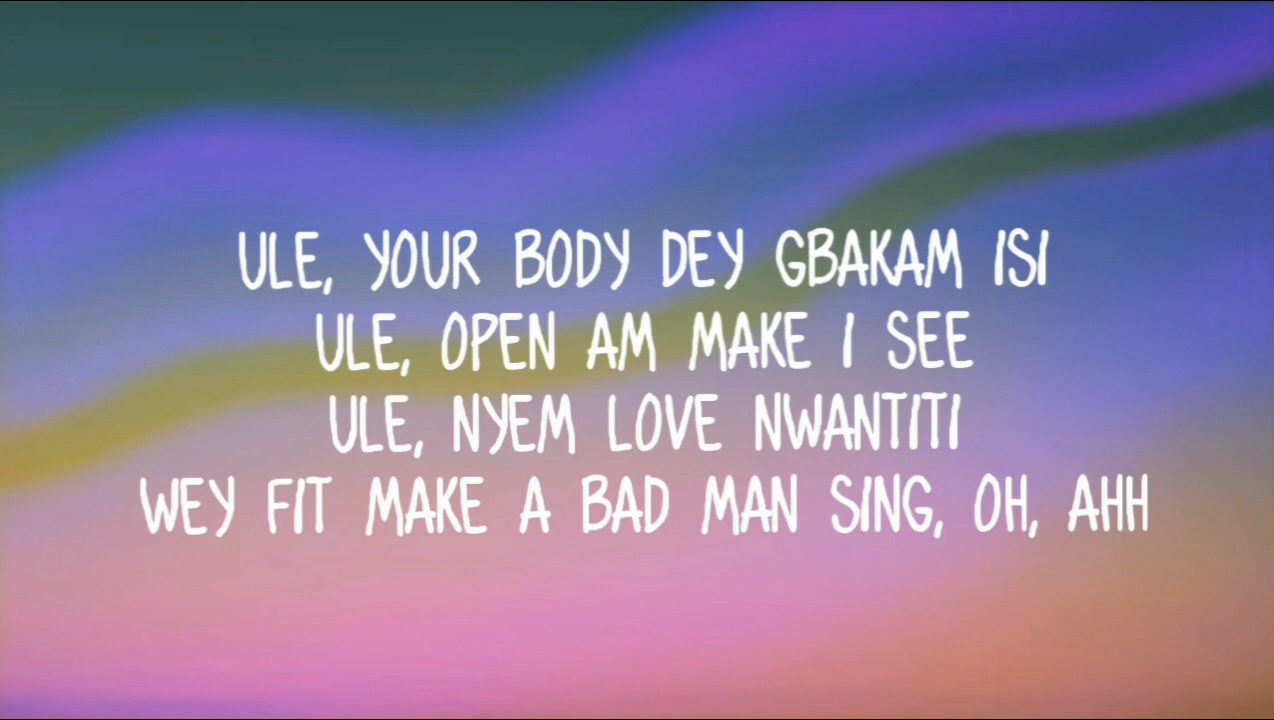 ULE, YOUR BODY DEY GBAKAM ISI
ULE, OPEN AM MAKE I SEE
ULE, NYEM LOVE NWANTITI
WEY FIT MAKE A BAD MAN SING, OH, AHH